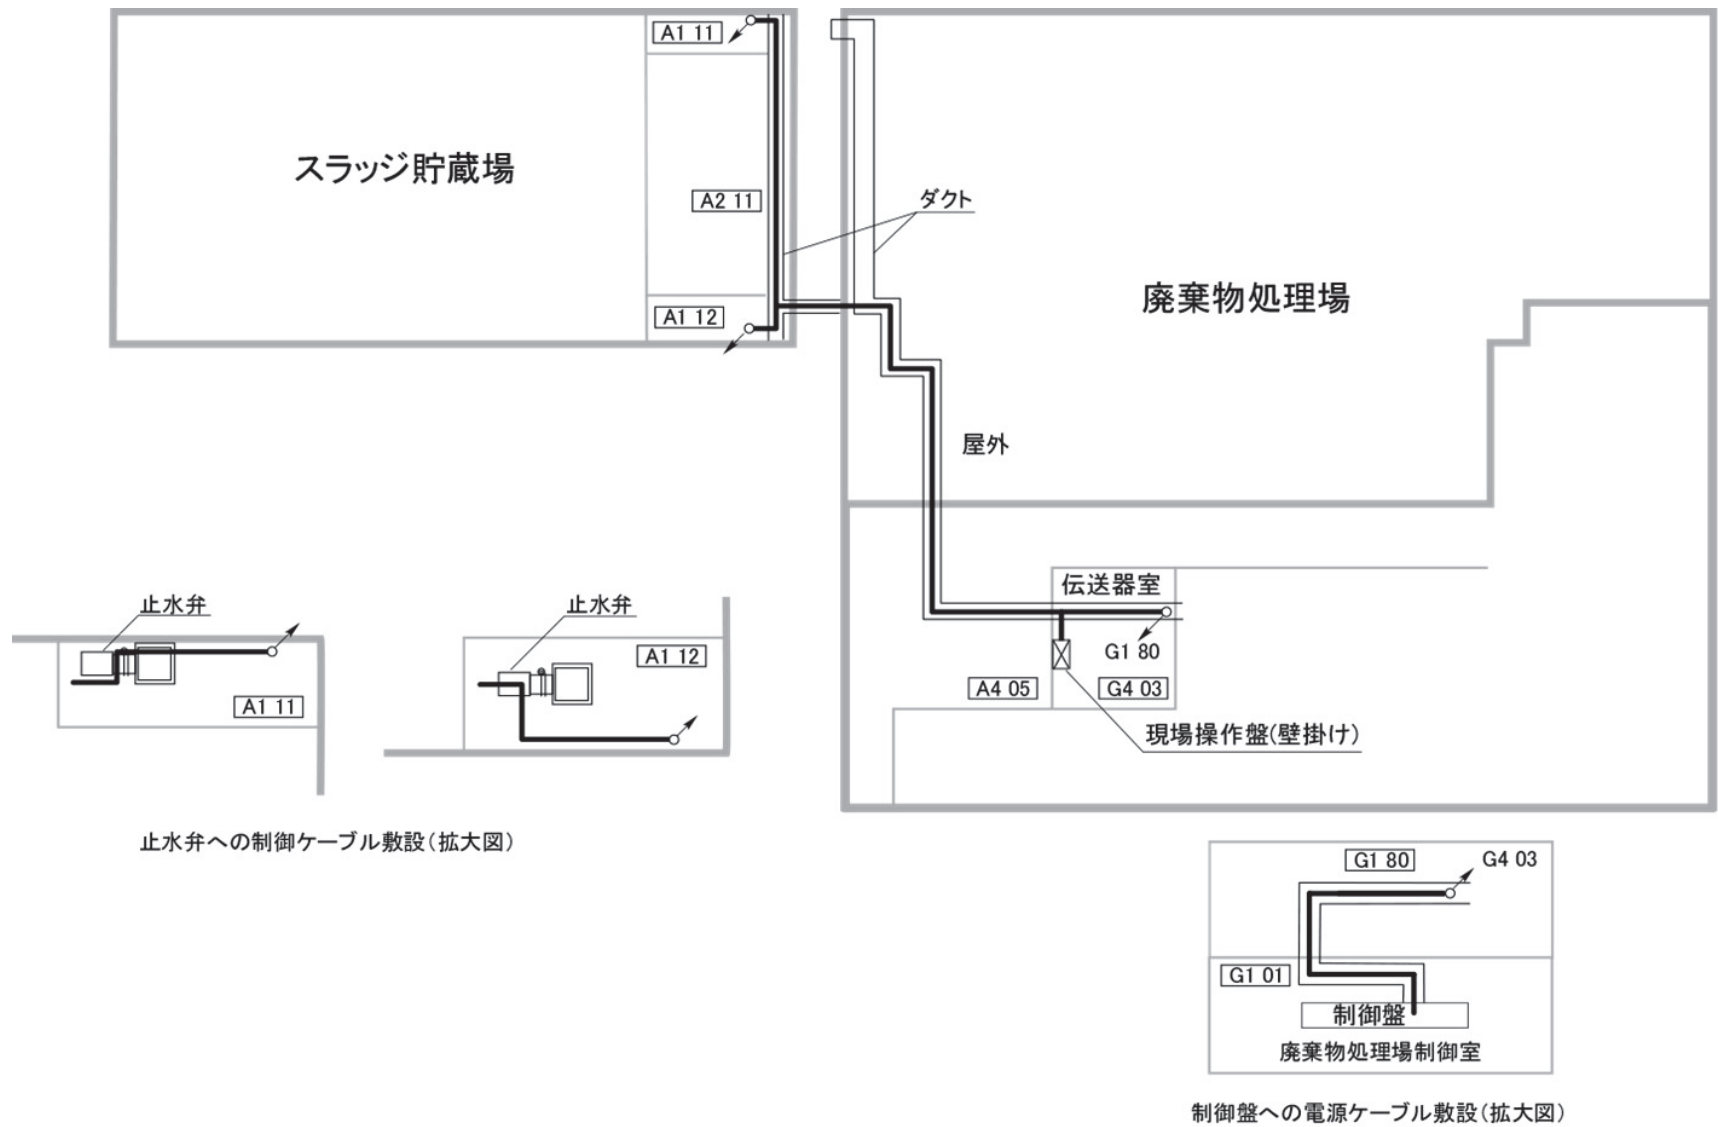 A1 11
スラッジ貯蔵場
A2 11
ダクト
廃棄物処理場
A1 12
屋外
伝送器室
G1 80
A4 05
G4 03
現場操作盤(壁掛け)
止水弁
A1 11
止水弁
A1 12
止水弁への制御ケーブル敷設(拡大図)
G1 80
G4 03
G1 01
制御盤
廃棄物処理場制御室
制御盤への電源ケーブル敷設(拡大図)